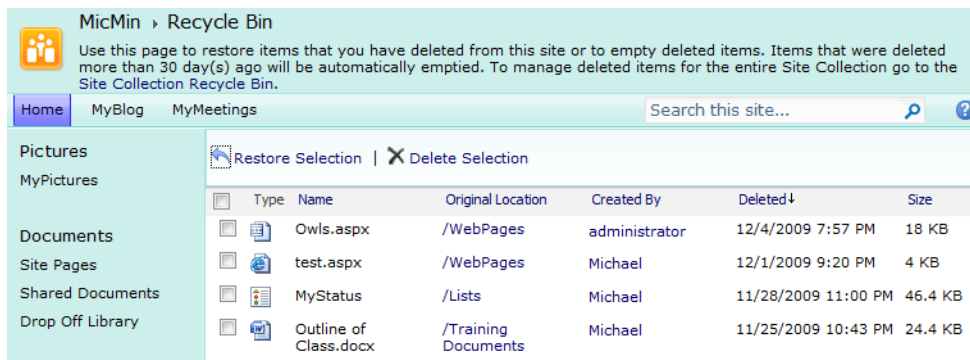 MicMin ▸ Recycle Bin
Use this page to restore items that you have deleted from this site or to empty deleted items. Items that were deleted
more than 30 day(s) ago will be automatically emptied. To manage deleted items for the entire Site Collection go to the
Site Collection Recycle Bin.
Home MyBlog MyMeetings Search this site...
Pictures
MyPictures
Documents
Site Pages
Shared Documents
Drop Off Library
Restore Selection | Delete Selection
Type Name Original Location Created By Deleted↓ Size
Owls.aspx /WebPages administrator 12/4/2009 7:57 PM 18 KB
test.aspx /WebPages Michael 12/1/2009 9:20 PM 4 KB
MyStatus /Lists Michael 11/28/2009 11:00 PM 46.4 KB
Outline of /Training Michael 11/25/2009 10:43 PM 24.4 KB
Class.docx Documents